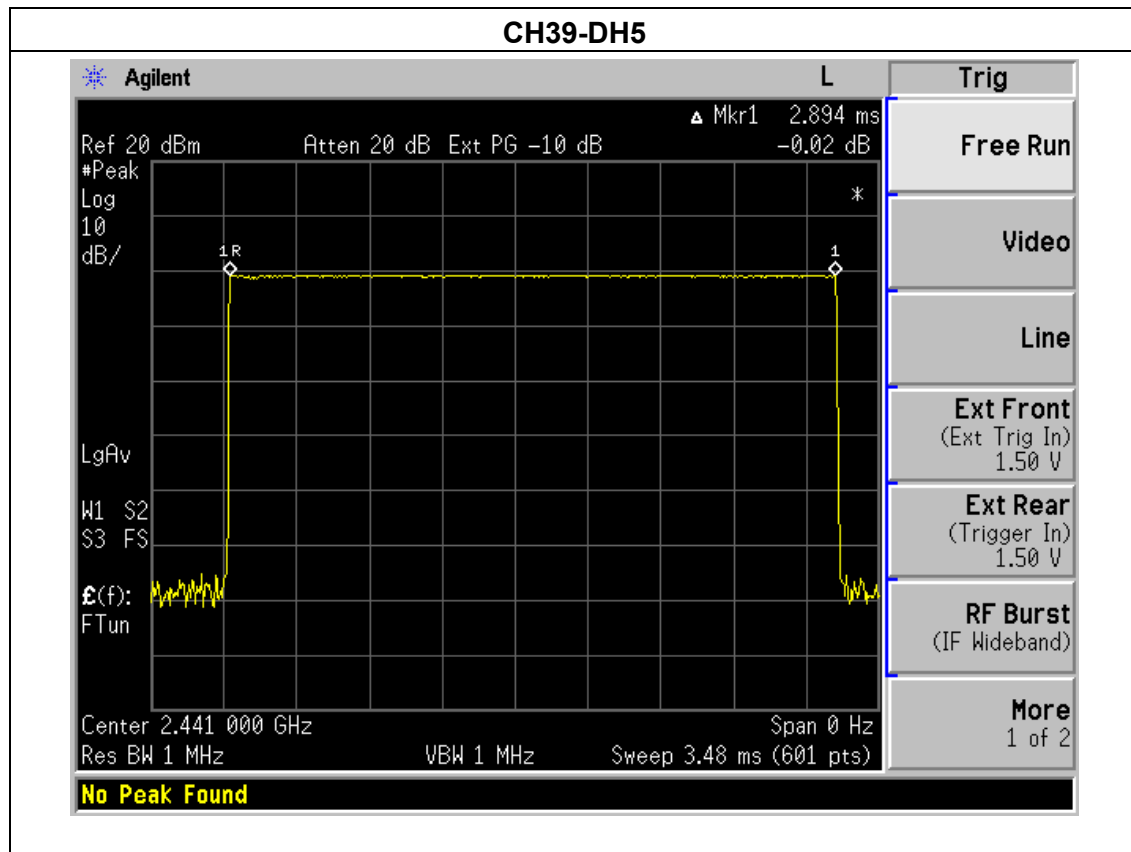 CH39-DH5
Agilent L Trig
Δ Mkr1 2.894 ms
Ref 20 dBm Atten 20 dB Ext PG -10 dB -0.02 dB
#Peak
Log
10
dB/
*
1R 1
LgAv
W1 S2
S3 FS
£(f):
FTun
Center 2.441 000 GHz Span 0 Hz
Res BW 1 MHz VBW 1 MHz Sweep 3.48 ms (601 pts)
No Peak Found
Free Run
Video
Line
Ext Front
(Ext Trig In)
1.50 V
Ext Rear
(Trigger In)
1.50 V
RF Burst
(IF Wideband)
More
1 of 2